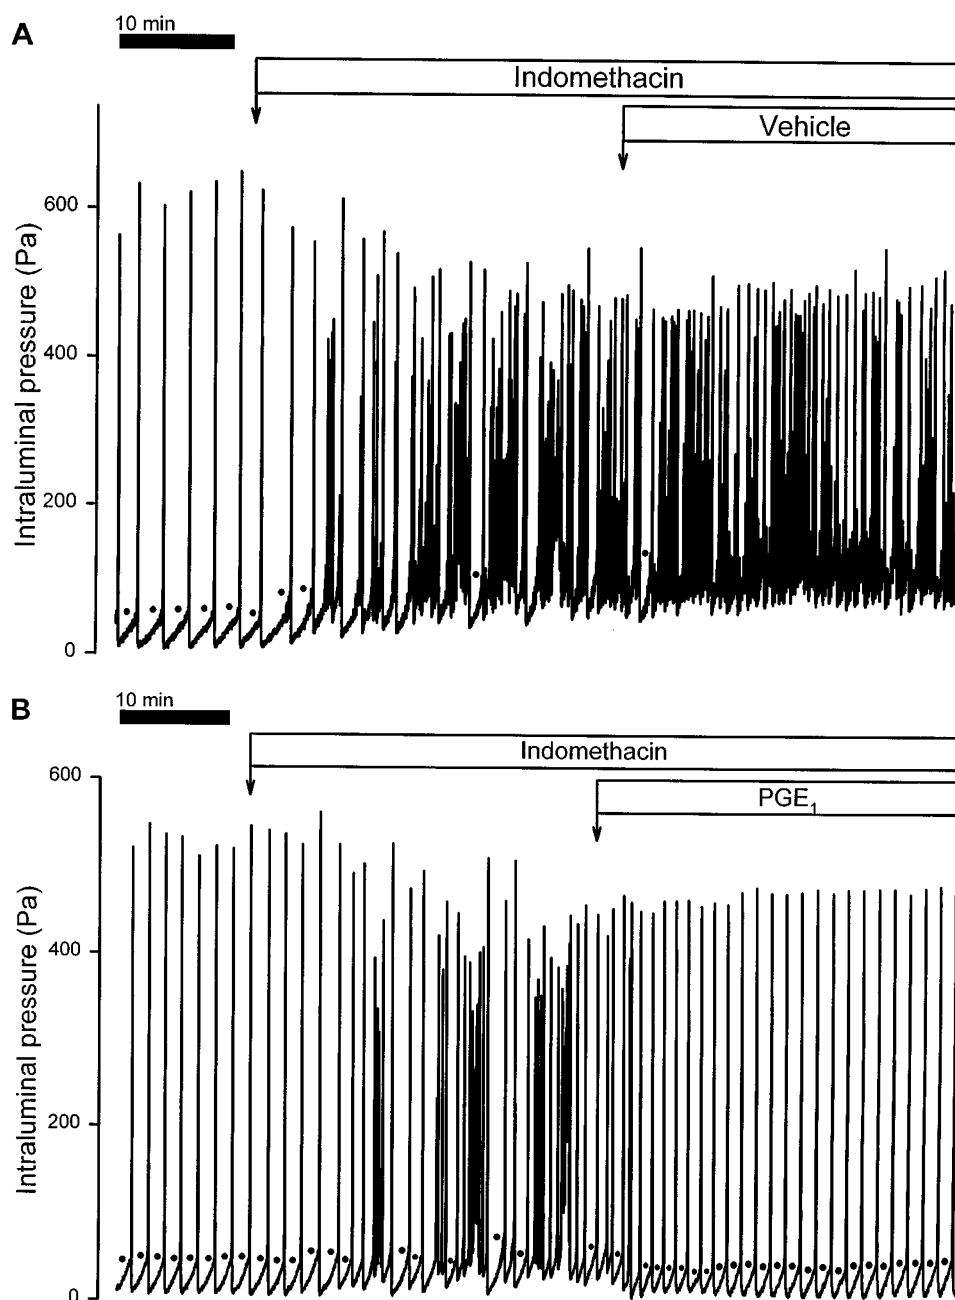 A
10 min
Indomethacin
Vehicle
Intraluminal pressure (Pa)
600
400
200
0
B
10 min
Indomethacin
PGE₁
Intraluminal pressure (Pa)
600
400
200
0